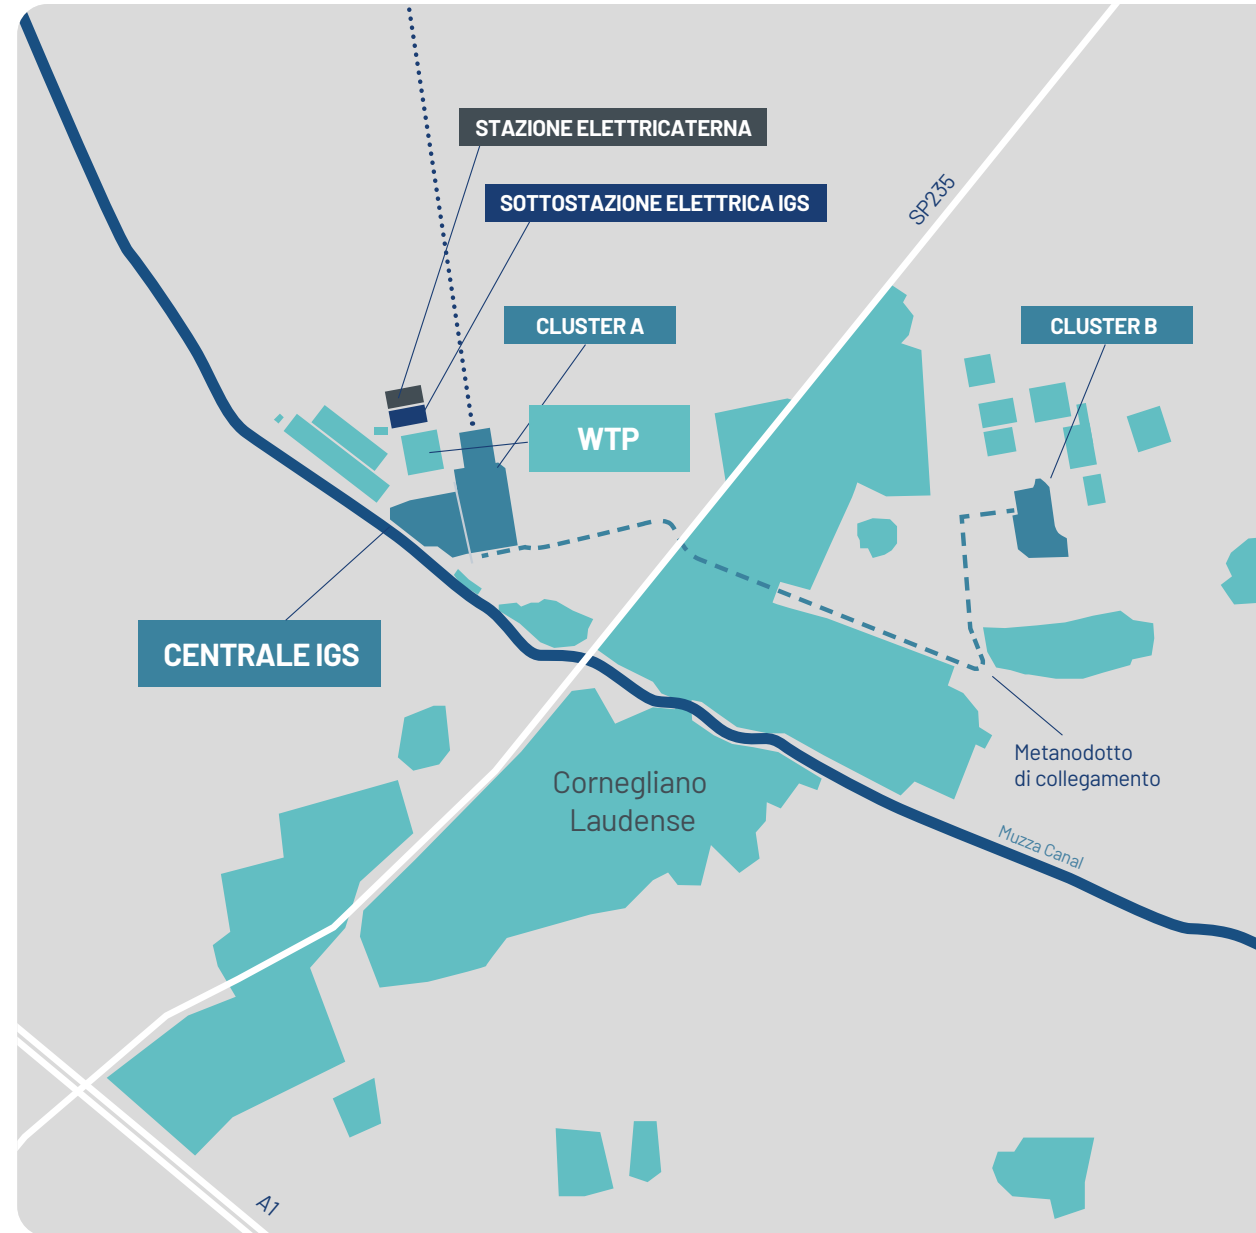 STAZIONE ELETTRICATERNA
SOTTOSTAZIONE ELETTRICA IGS
SP235
CLUSTER A
CLUSTER B
WTP
CENTRALE IGS
Metanodotto
di collegamento
Cornegliano
Laudense
Muzza Canal
A1